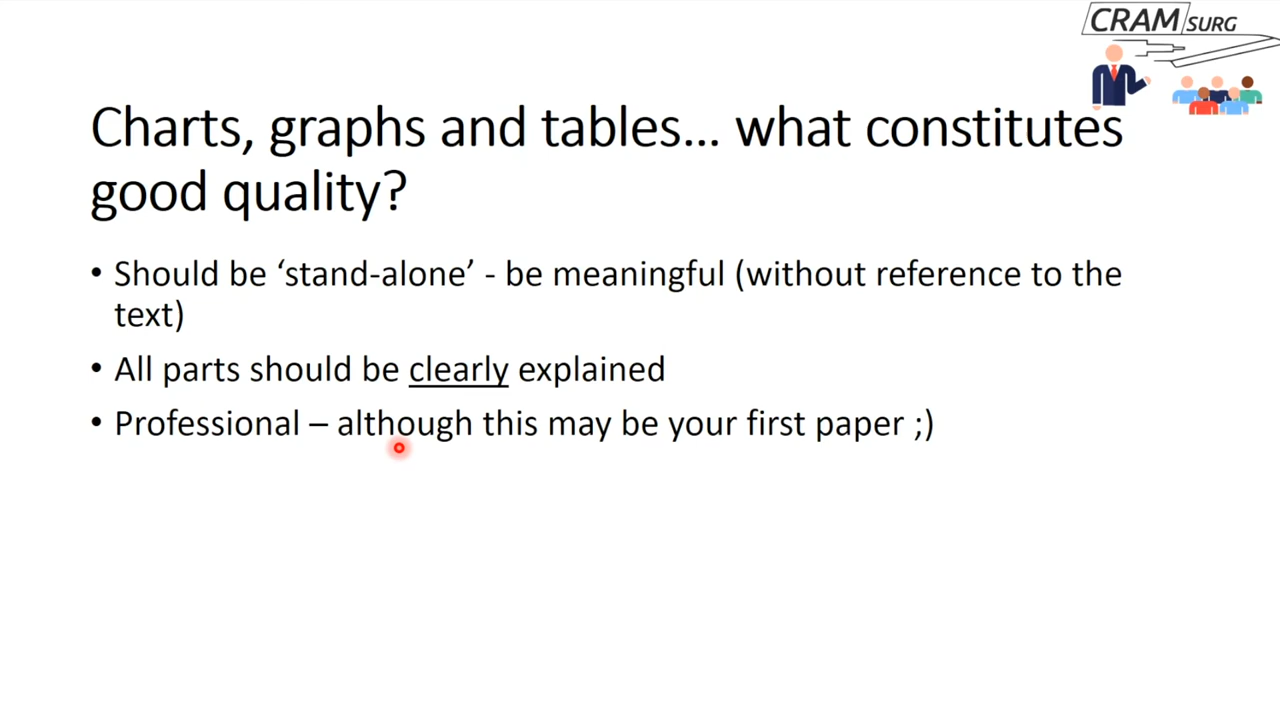 CRAM SURG
Charts, graphs and tables... what constitutes
good quality?
• Should be ‘stand-alone’ - be meaningful (without reference to the
text)
• All parts should be clearly explained
• Professional – although this may be your first paper ;)